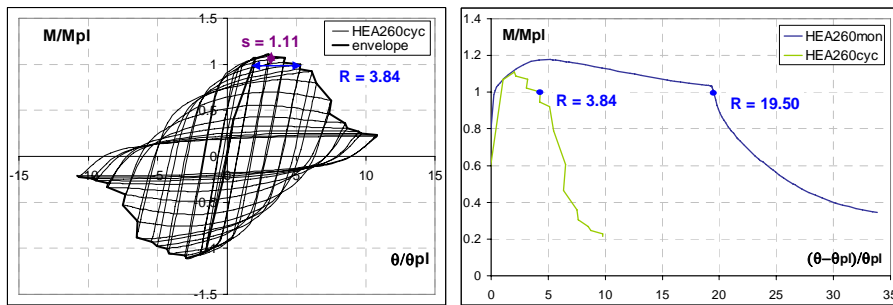 M/Mpl
1.5
HEA260cyc
envelope
s = 1.11
1
R = 3.84
0.5
0
-15
-10
-5
0
5
10
15
-0.5
-1
θ/θpl
-1.5
M/Mpl
1.4
HEA260mon
HEA260cyc
1.2
1
R = 3.84
R = 19.50
0.8
0.6
0.4
0.2
(θ-θpl)/θpl
0
0 5 10 15 20 25 30 35